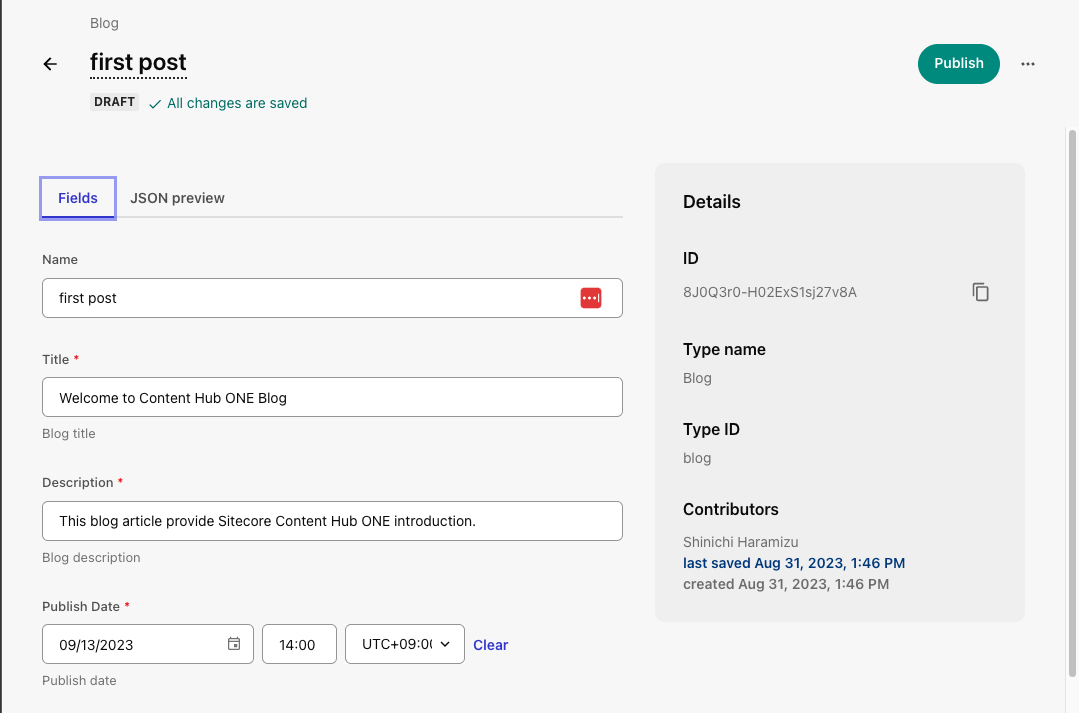 Blog
first post
Publish
DRAFT
All changes are saved
Fields
JSON preview
Name
first post
Title *
Welcome to Content Hub ONE Blog
Blog title
Description *
This blog article provide Sitecore Content Hub ONE introduction.
Blog description
Publish Date *
09/13/2023
14:00
UTC+09:00
Clear
Publish date
Details
ID
8J0Q3r0-H02ExS1sj27v8A
Type name
Blog
Type ID
blog
Contributors
Shinichi Haramizu
last saved Aug 31, 2023, 1:46 PM
created Aug 31, 2023, 1:46 PM